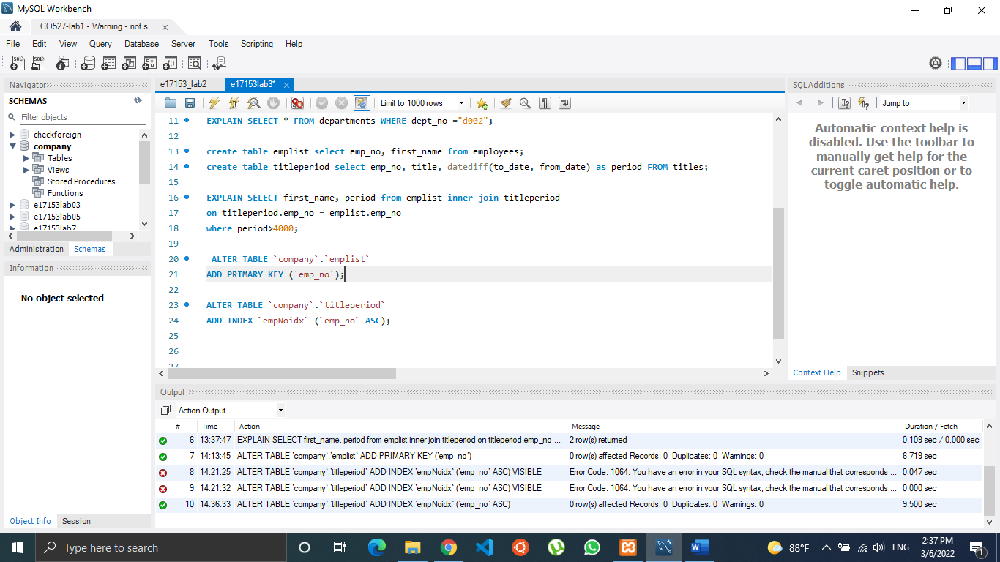 MySQL Workbench
CO527-lab1 - Warning - not s...
File Edit View Query Database Server Tools Scripting Help
Navigator
SCHEMAS
Filter objects
checkforeign
company
Tables
Views
Stored Procedures
Functions
e17153lab03
e17153lab05
e17153lab7
Administration Schemas
Information
No object selected
Object Info Session
e17153_lab2 e17153lab3*
Limit to 1000 rows
11 EXPLAIN SELECT * FROM departments WHERE dept_no ="d002";
12
13 create table emplist select emp_no, first_name from employees;
14 create table titleperiod select emp_no, title, datediff(to_date, from_date) as period FROM titles;
15
16 EXPLAIN SELECT first_name, period from emplist inner join titleperiod
17 on titleperiod.emp_no = emplist.emp_no
18 where period>4000;
19
20 ALTER TABLE `company`.`emplist`
21 ADD PRIMARY KEY (`emp_no`);
22
23 ALTER TABLE `company`.`titleperiod`
24 ADD INDEX `empNoidx` (`emp_no` ASC);
25
26
27
SQLAdditions
Jump to
Automatic context help is
disabled. Use the toolbar to
manually get help for the
current caret position or to
toggle automatic help.
Context Help Snippets
Output
Action Output
# Time Action Message Duration / Fetch
6 13:37:47 EXPLAIN SELECT first_name, period from emplist inner join titleperiod on titleperiod.emp_no ... 2 row(s) returned 0.109 sec / 0.000 sec
7 14:13:45 ALTER TABLE `company`.`emplist` ADD PRIMARY KEY (`emp_no`) 0 row(s) affected Records: 0 Duplicates: 0 Warnings: 0 6.719 sec
8 14:21:25 ALTER TABLE `company`.`titleperiod` ADD INDEX `empNoidx` (`emp_no` ASC) VISIBLE Error Code: 1064. You have an error in your SQL syntax; check the manual that corresponds ... 0.047 sec
9 14:21:32 ALTER TABLE `company`.`titleperiod` ADD INDEX `empNoidx` (`emp_no` ASC) VISIBLE Error Code: 1064. You have an error in your SQL syntax; check the manual that corresponds ... 0.000 sec
10 14:36:33 ALTER TABLE `company`.`titleperiod` ADD INDEX `empNoidx` (`emp_no` ASC) 0 row(s) affected Records: 0 Duplicates: 0 Warnings: 0 9.500 sec
Type here to search
88°F ENG
2:37 PM
3/6/2022
1